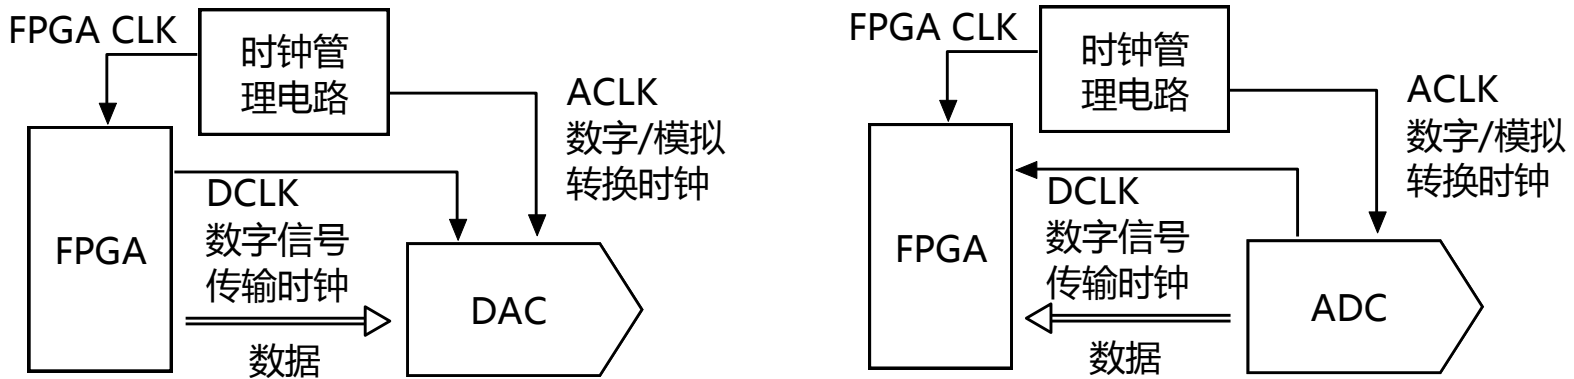 FPGA CLK
时钟管
理电路
ACLK
数字/模拟
转换时钟
DCLK
数字信号
传输时钟
FPGA
DAC
数据
FPGA CLK
时钟管
理电路
ACLK
数字/模拟
转换时钟
DCLK
数字信号
传输时钟
FPGA
ADC
数据